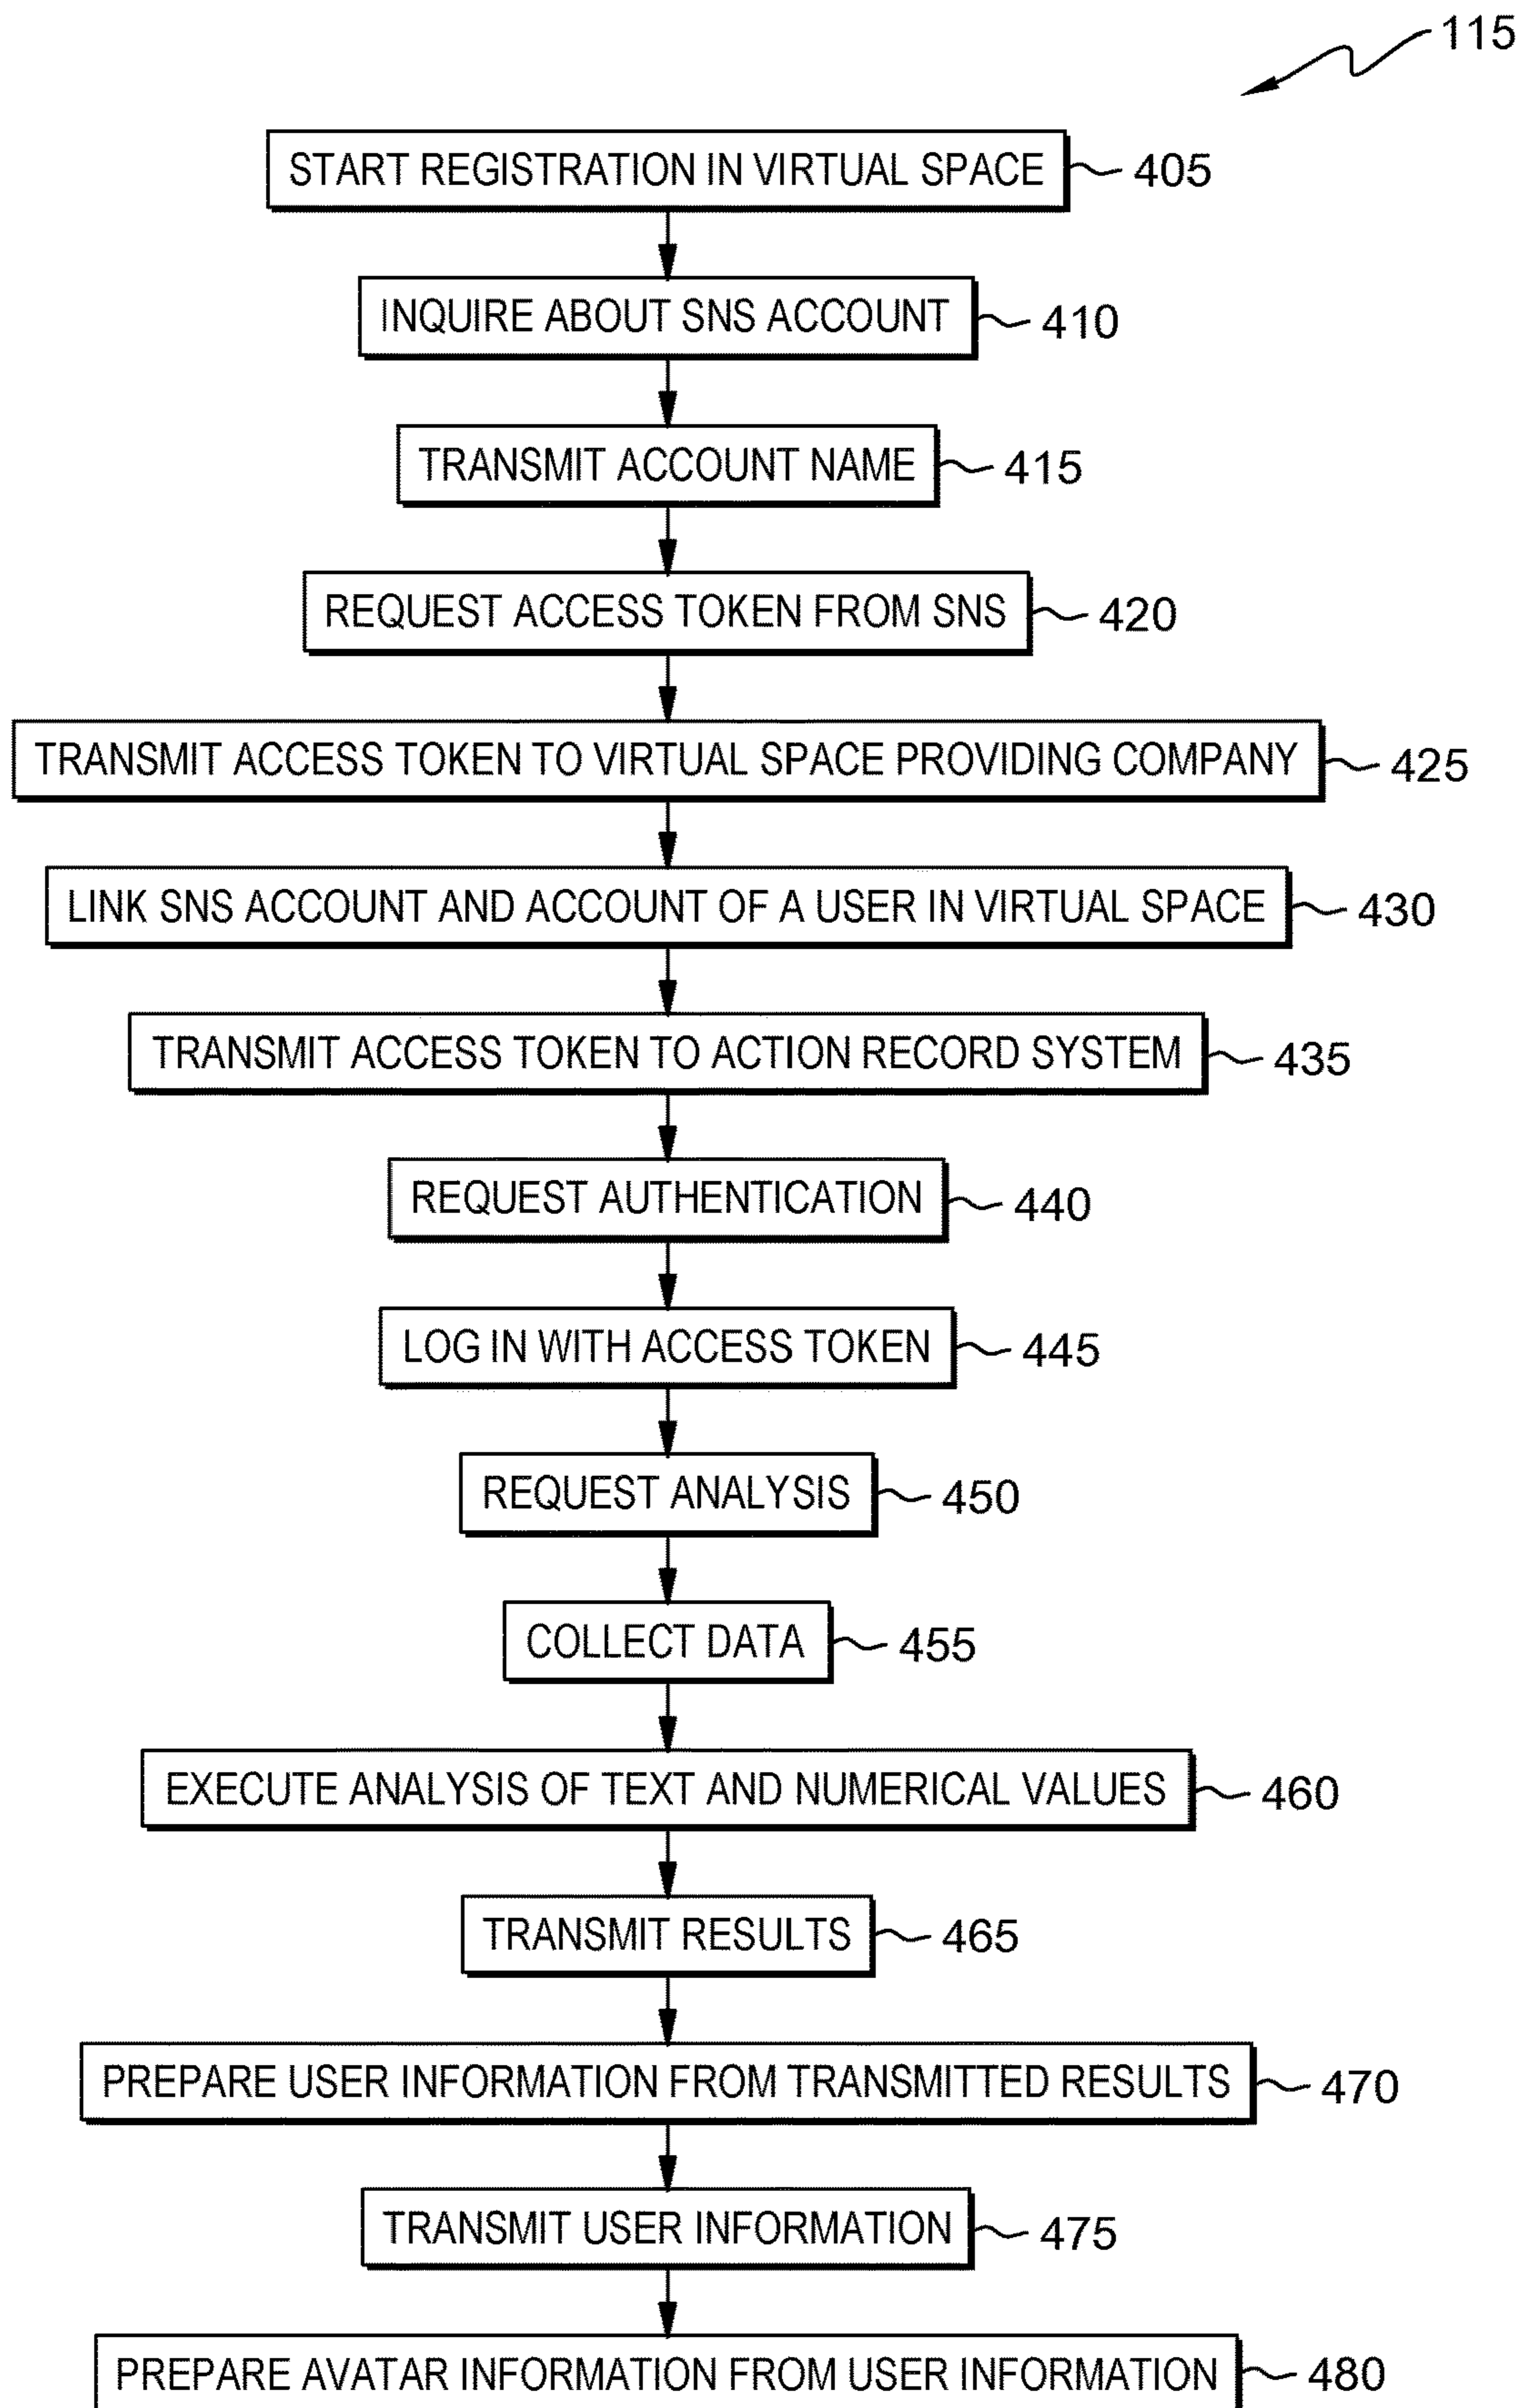 115
START REGISTRATION IN VIRTUAL SPACE 405
INQUIRE ABOUT SNS ACCOUNT 410
TRANSMIT ACCOUNT NAME 415
REQUEST ACCESS TOKEN FROM SNS 420
TRANSMIT ACCESS TOKEN TO VIRTUAL SPACE PROVIDING COMPANY 425
LINK SNS ACCOUNT AND ACCOUNT OF A USER IN VIRTUAL SPACE 430
TRANSMIT ACCESS TOKEN TO ACTION RECORD SYSTEM 435
REQUEST AUTHENTICATION 440
LOG IN WITH ACCESS TOKEN 445
REQUEST ANALYSIS 450
COLLECT DATA 455
EXECUTE ANALYSIS OF TEXT AND NUMERICAL VALUES 460
TRANSMIT RESULTS 465
PREPARE USER INFORMATION FROM TRANSMITTED RESULTS 470
TRANSMIT USER INFORMATION 475
PREPARE AVATAR INFORMATION FROM USER INFORMATION 480